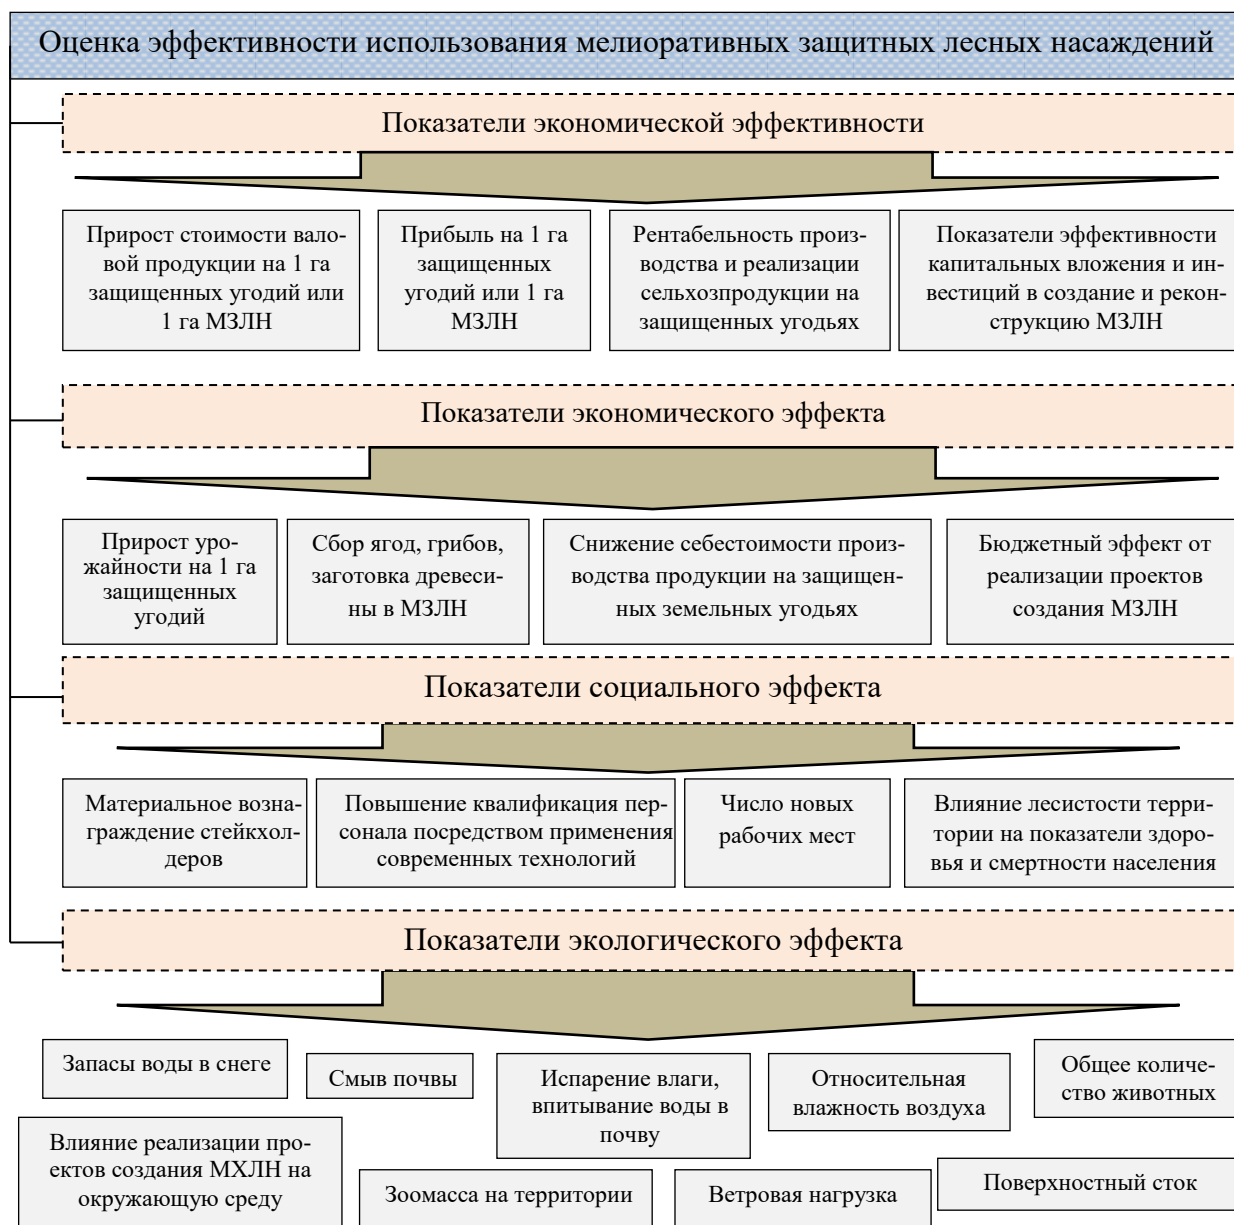 Оценка эффективности использования мелиоративных защитных лесных насаждений
Показатели экономической эффективности
Прирост стоимости вало-
вой продукции на 1 га
защищенных угодий или
1 га МЗЛН
Прибыль на 1 га
защищенных
угодий или 1 га
МЗЛН
Рентабельность произ-
водства и реализации
сельхозпродукции на
защищенных угодьях
Показатели эффективности
капитальных вложения и ин-
вестиций в создание и рекон-
струкцию МЗЛН
Показатели экономического эффекта
Прирост уро-
жайности на 1 га
защищенных
угодий
Сбор ягод, грибов,
заготовка древеси-
ны в МЗЛН
Снижение себестоимости произ-
водства продукции на защищен-
ных земельных угодьях
Бюджетный эффект от
реализации проектов
создания МЗЛН
Показатели социального эффекта
Материальное возна-
граждение стейкхол-
деров
Повышение квалификация пер-
сонала посредством применения
современных технологий
Число новых
рабочих мест
Влияние лесистости терри-
тории на показатели здоро-
вья и смертности населения
Показатели экологического эффекта
Запасы воды в снеге
Смыв почвы
Испарение влаги,
впитывание воды в
почву
Относительная
влажность воздуха
Общее количе-
ство животных
Влияние реализации про-
ектов создания МХЛН на
окружающую среду
Зоомасса на территории
Ветровая нагрузка
Поверхностный сток